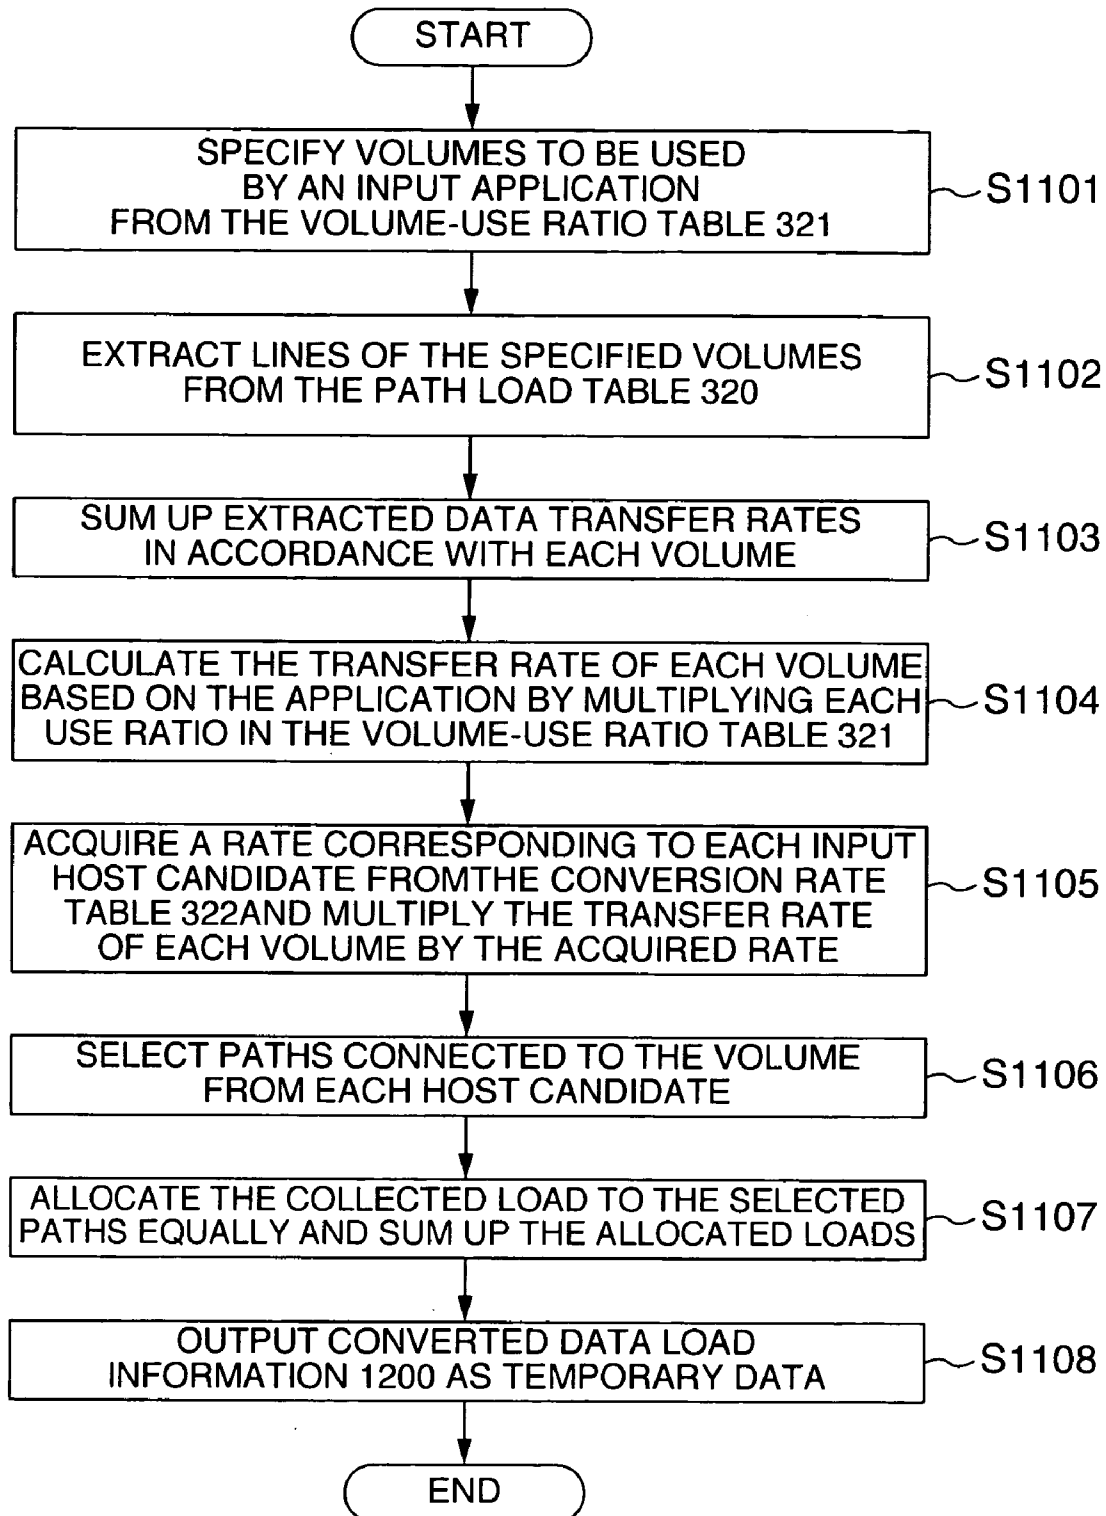 START
SPECIFY VOLUMES TO BE USED
BY AN INPUT APPLICATION
FROM THE VOLUME-USE RATIO TABLE 321
S1101
EXTRACT LINES OF THE SPECIFIED VOLUMES
FROM THE PATH LOAD TABLE 320
S1102
SUM UP EXTRACTED DATA TRANSFER RATES
IN ACCORDANCE WITH EACH VOLUME
S1103
CALCULATE THE TRANSFER RATE OF EACH VOLUME
BASED ON THE APPLICATION BY MULTIPLYING EACH
USE RATIO IN THE VOLUME-USE RATIO TABLE 321
S1104
ACQUIRE A RATE CORRESPONDING TO EACH INPUT
HOST CANDIDATE FROMTHE CONVERSION RATE
TABLE 322AND MULTIPLY THE TRANSFER RATE
OF EACH VOLUME BY THE ACQUIRED RATE
S1105
SELECT PATHS CONNECTED TO THE VOLUME
FROM EACH HOST CANDIDATE
S1106
ALLOCATE THE COLLECTED LOAD TO THE SELECTED
PATHS EQUALLY AND SUM UP THE ALLOCATED LOADS
S1107
OUTPUT CONVERTED DATA LOAD
INFORMATION 1200 AS TEMPORARY DATA
S1108
END